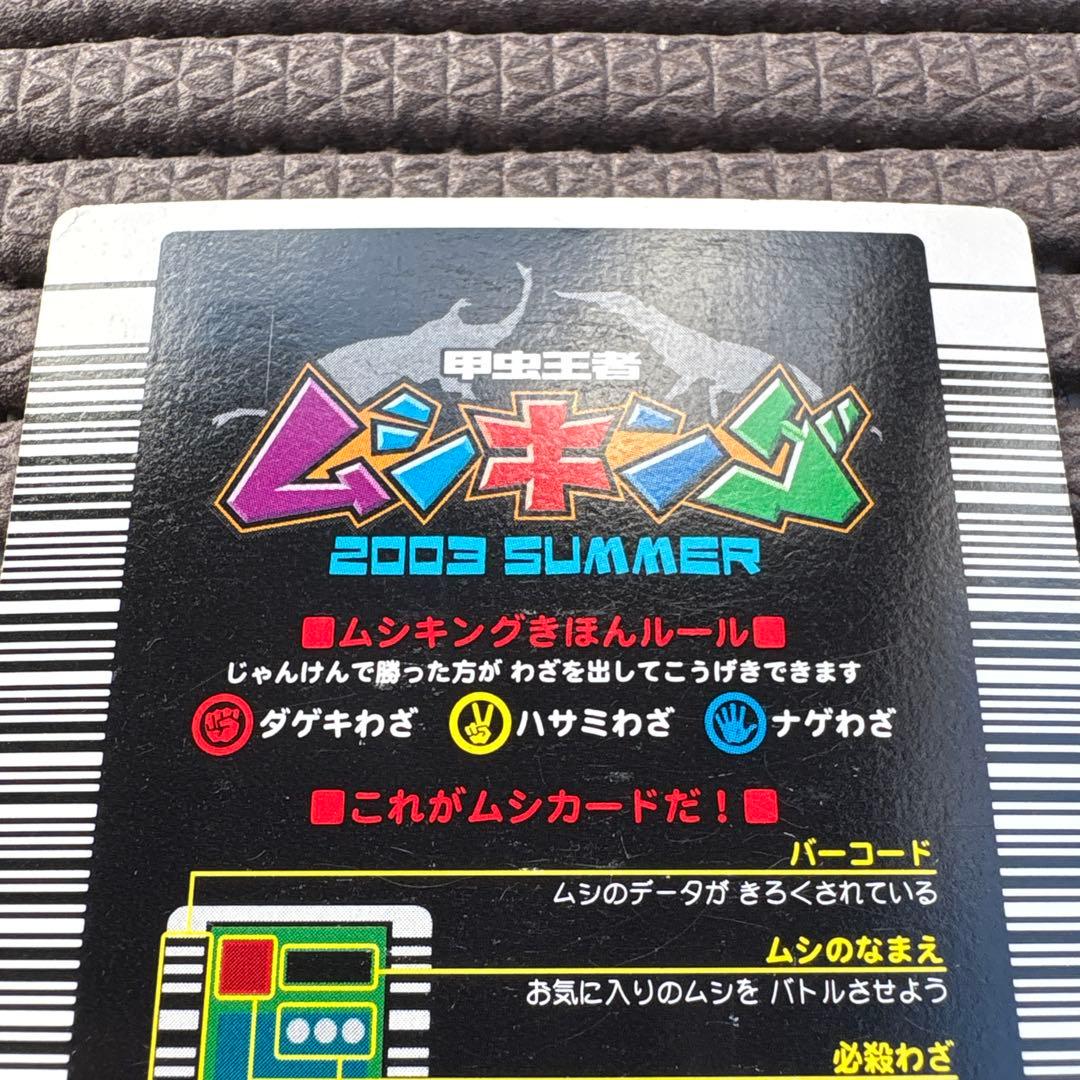 甲虫王者
ムシキング
2003 SUMMER
■ムシキングきほんルール■
じゃんけんで勝った方が わざを出してこうげきできます
ダゲキわざ ハサミわざ ナゲわざ
■これがムシカードだ！■
バーコード
ムシのデータが きろくされている
ムシのなまえ
お気に入りのムシを バトルさせよう
必殺わざ